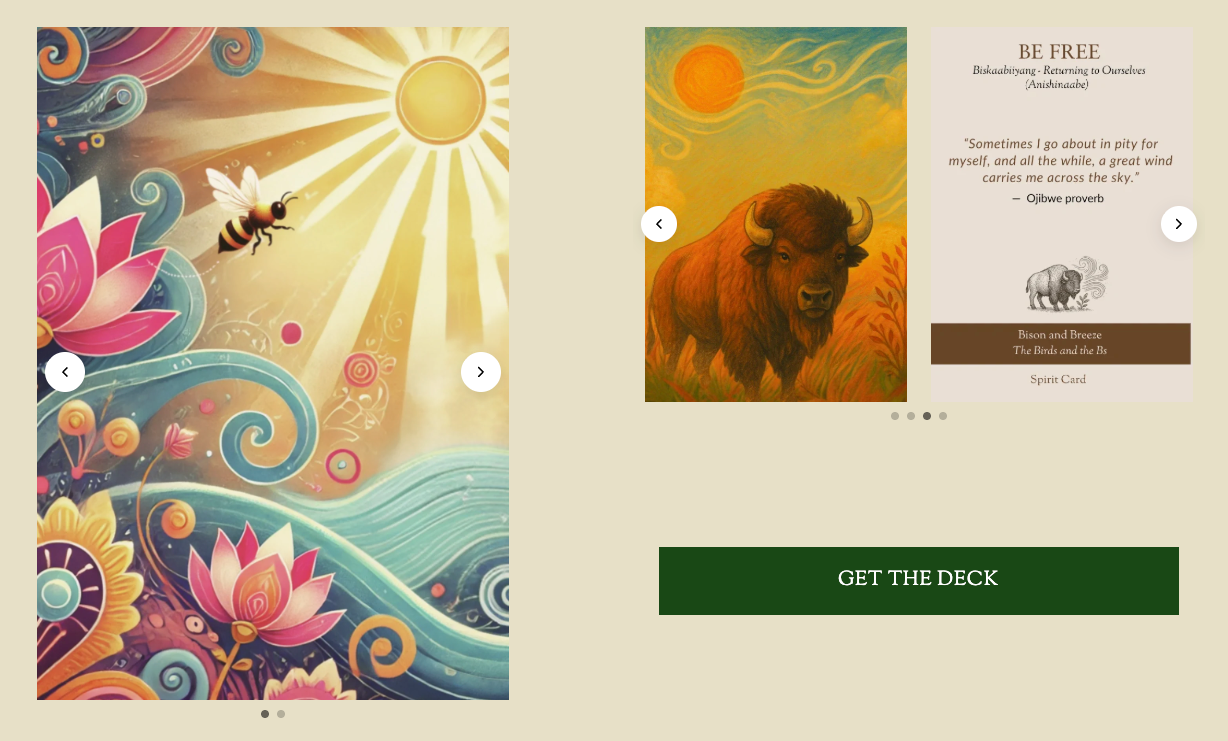 BE FREE
Biskaabiiyang - Returning to Ourselves
(Anishinaabe)
“Sometimes I go about in pity for
myself, and all the while, a great wind
carries me across the sky.”
— Ojibwe proverb
Bison and Breeze
The Birds and the Bs
Spirit Card
GET THE DECK